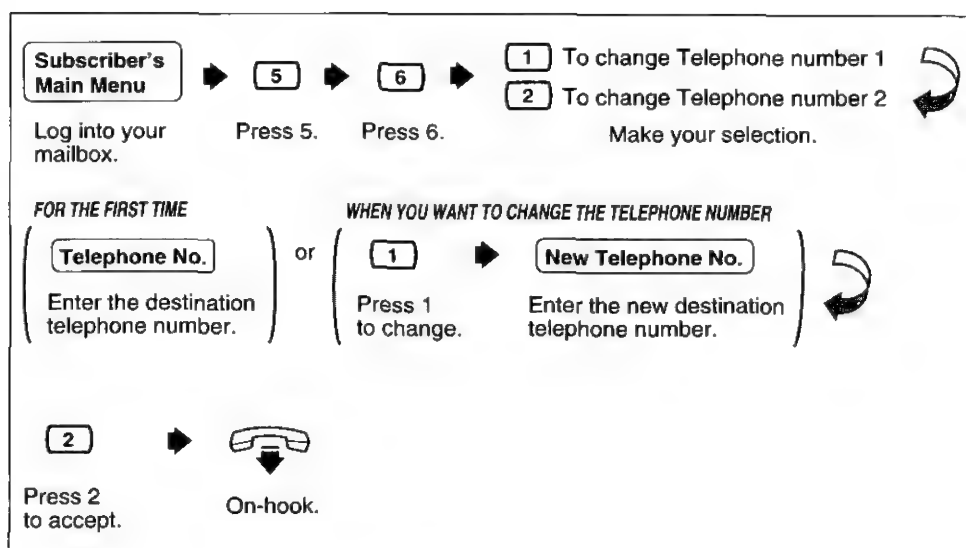 Subscriber's
Main Menu
5
6
1 To change Telephone number 1
2 To change Telephone number 2
Log into your
mailbox.
Press 5.
Press 6.
Make your selection.
FOR THE FIRST TIME
Telephone No.
Enter the destination
telephone number.
or
WHEN YOU WANT TO CHANGE THE TELEPHONE NUMBER
1
Press 1
to change.
New Telephone No.
Enter the new destination
telephone number.
2
Press 2
to accept.
On-hook.